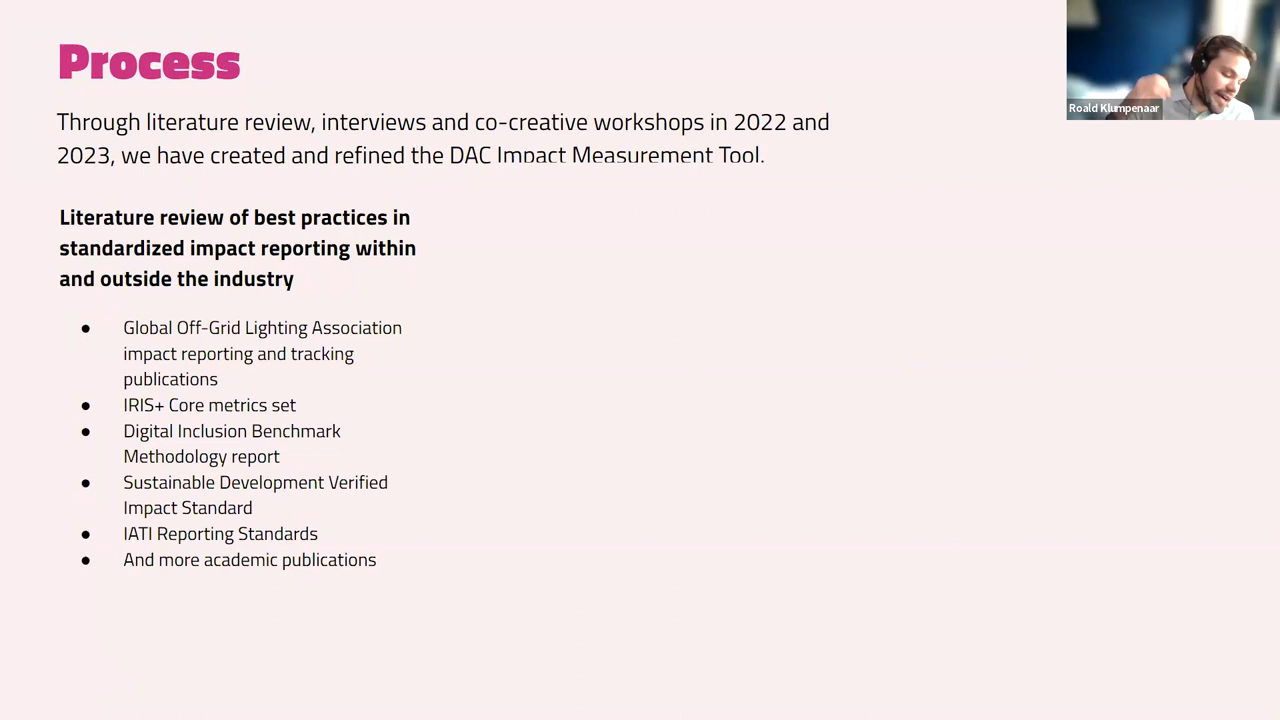 Process
Roald Klumpenaar
Through literature review, interviews and co-creative workshops in 2022 and
2023, we have created and refined the DAC Impact Measurement Tool.
Literature review of best practices in
standardized impact reporting within
and outside the industry
● Global Off-Grid Lighting Association
impact reporting and tracking
publications
● IRIS+ Core metrics set
● Digital Inclusion Benchmark
Methodology report
● Sustainable Development Verified
Impact Standard
● IATI Reporting Standards
● And more academic publications